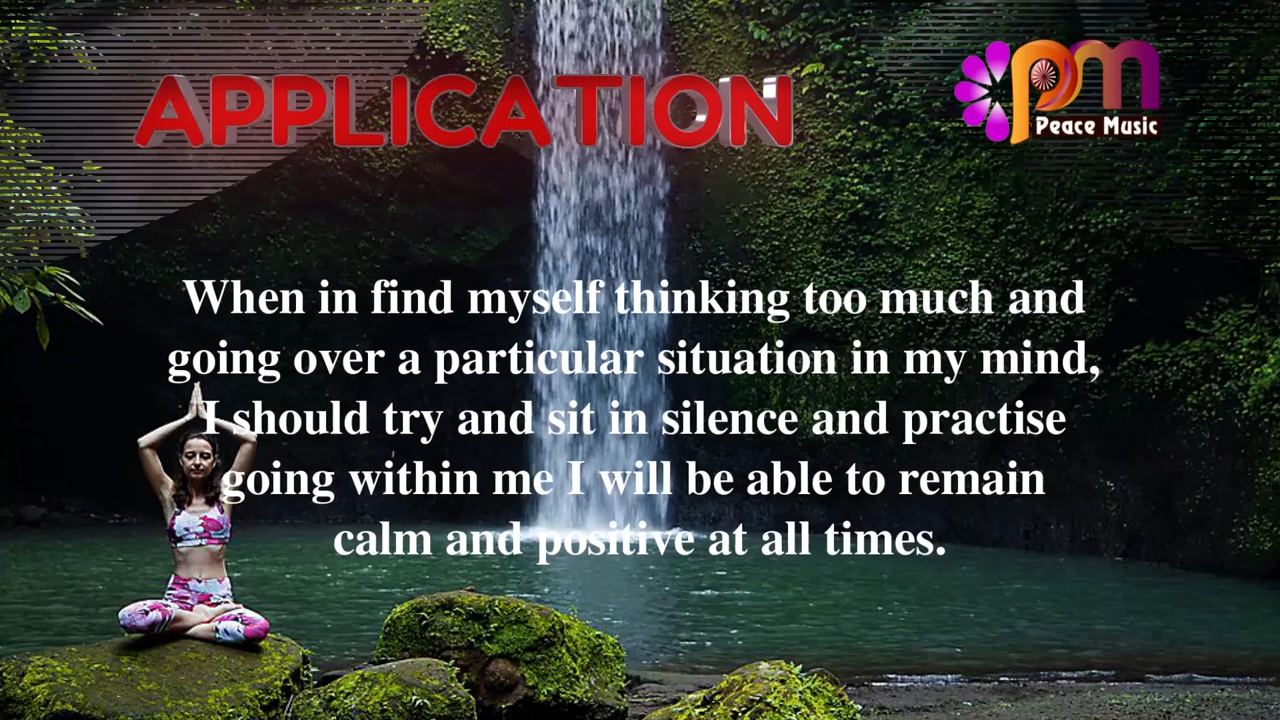 APPLICATION
pm
Peace Music
When in find myself thinking too much and
going over a particular situation in my mind,
I should try and sit in silence and practise
going within me I will be able to remain
calm and positive at all times.